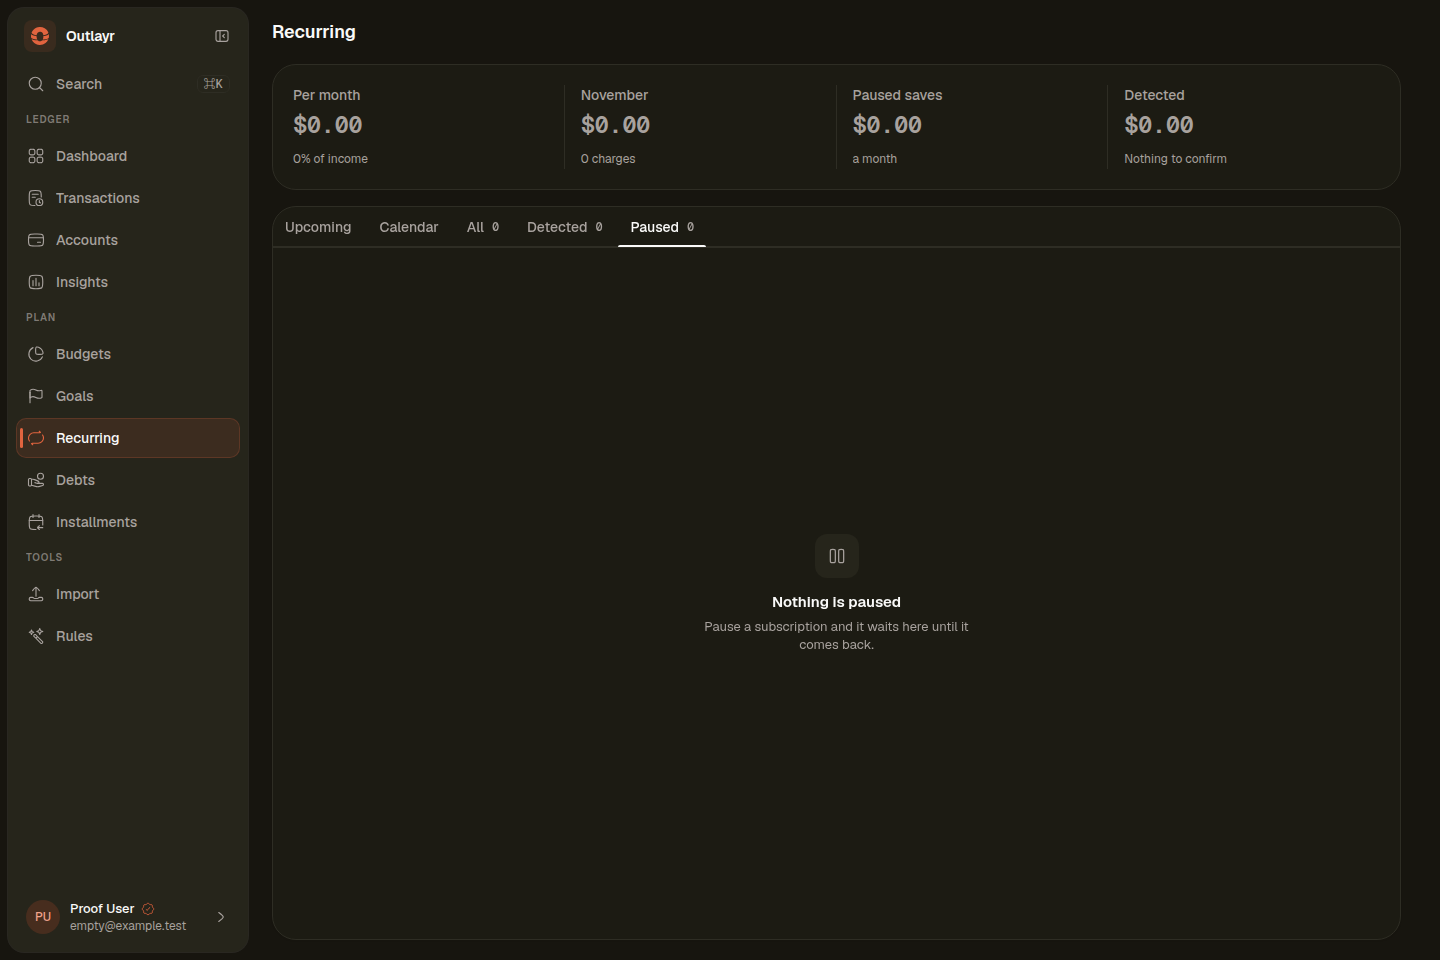 Outlayr
Search ⌘K
LEDGER
Dashboard
Transactions
Accounts
Insights
PLAN
Budgets
Goals
Recurring
Debts
Installments
TOOLS
Import
Rules
PU
Proof User
empty@example.test
Recurring
Per month
$0.00
0% of income
November
$0.00
0 charges
Paused saves
$0.00
a month
Detected
$0.00
Nothing to confirm
Upcoming Calendar All 0 Detected 0 Paused 0
Nothing is paused
Pause a subscription and it waits here until it
comes back.